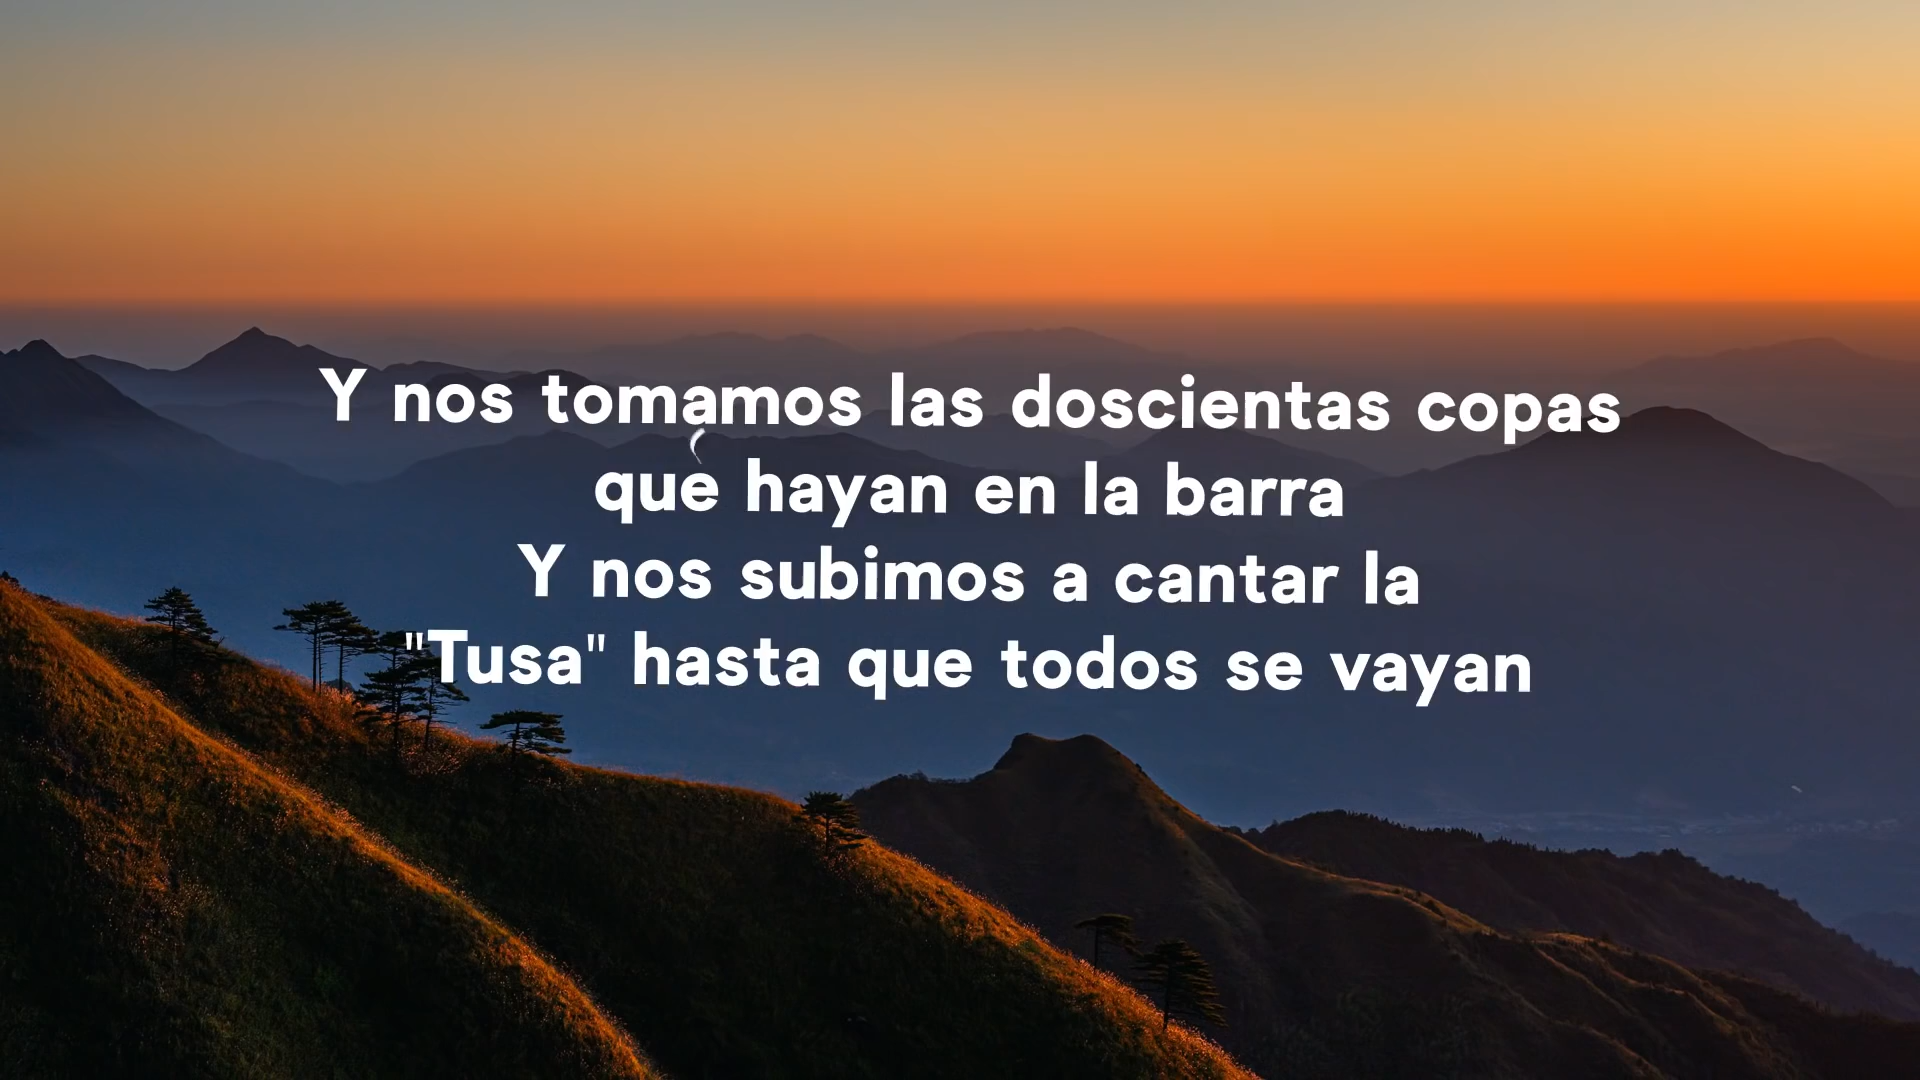 Y nos tomamos las doscientas copas
que hayan en la barra
Y nos subimos a cantar la
"Tusa" hasta que todos se vayan